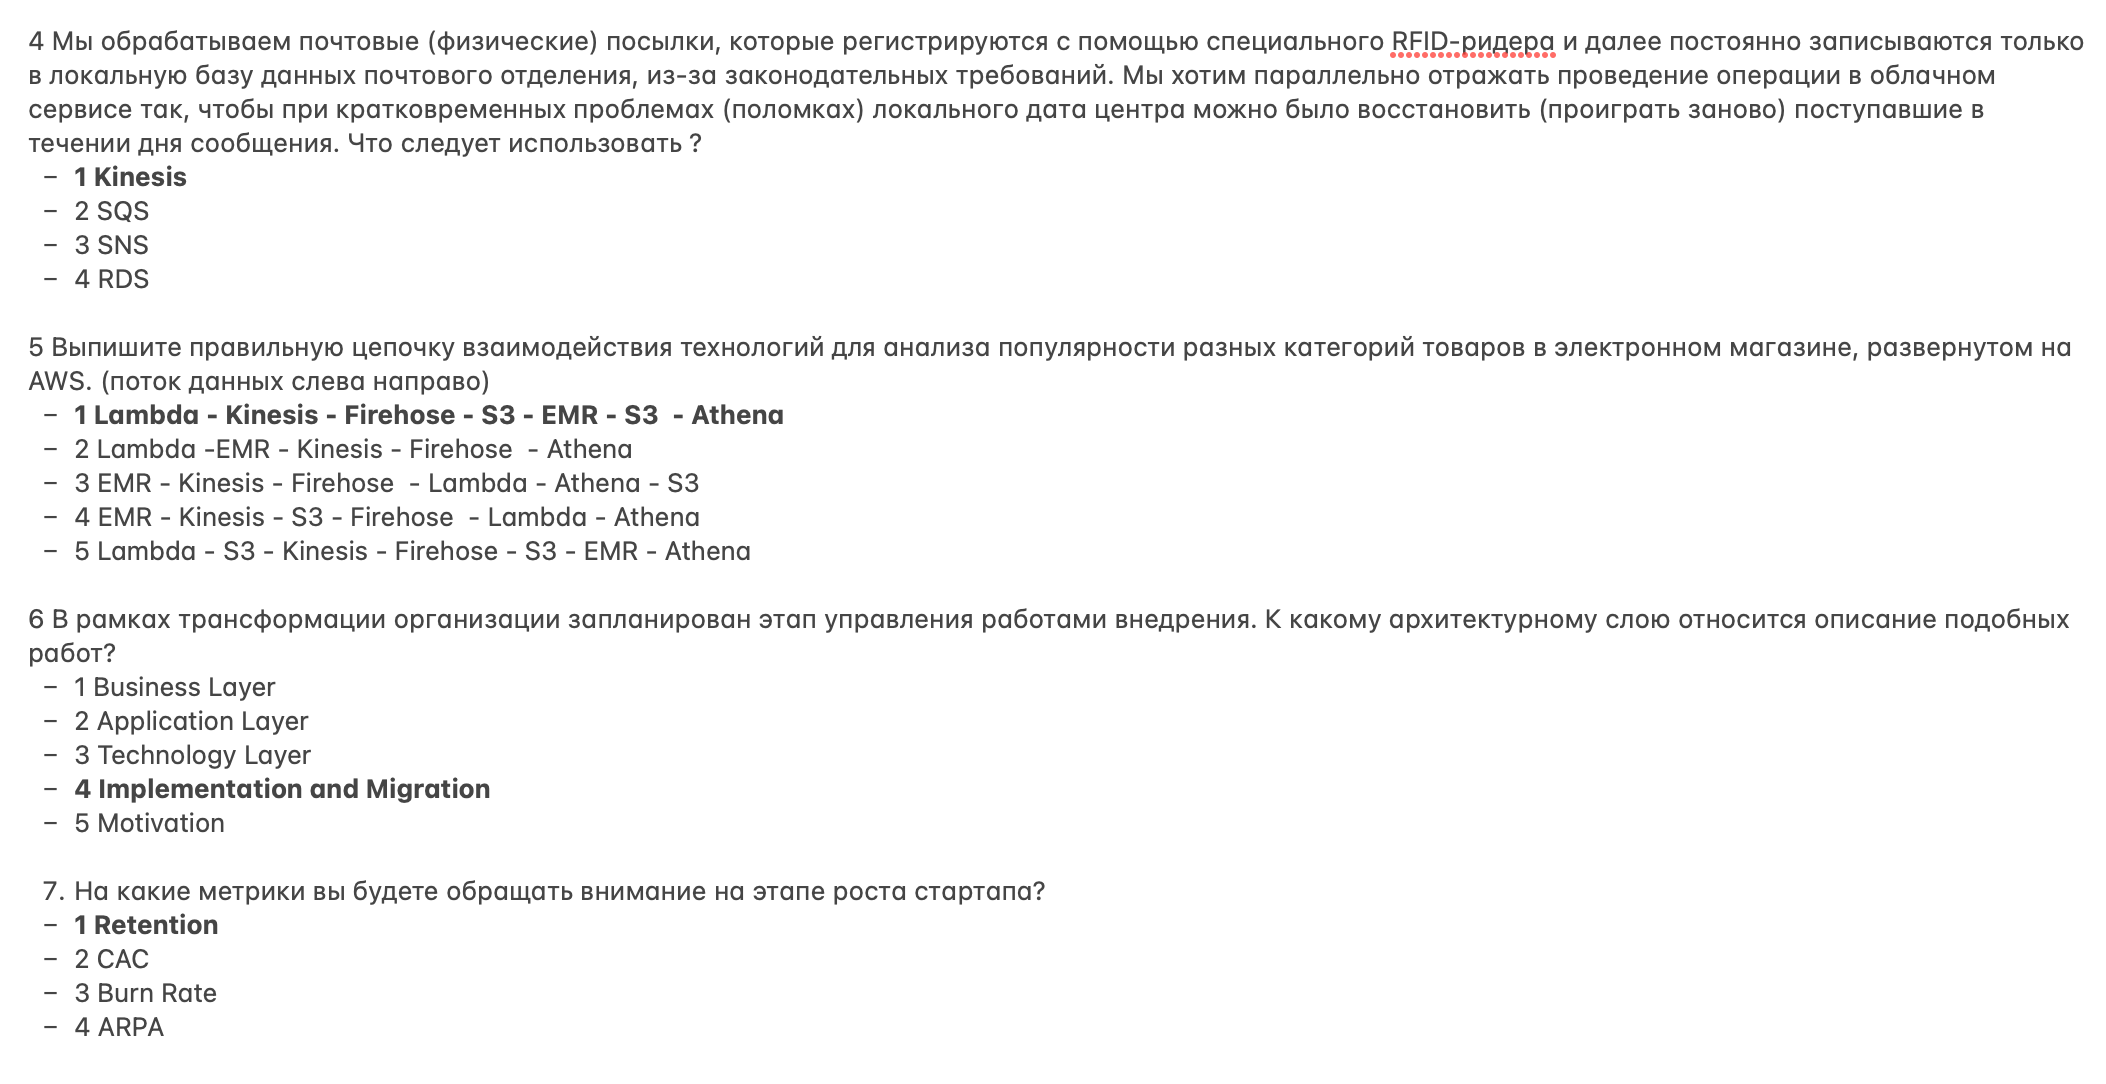 4 Мы обрабатываем почтовые (физические) посылки, которые регистрируются с помощью специального RFID-ридера и далее постоянно записываются только
в локальную базу данных почтового отделения, из-за законодательных требований. Мы хотим параллельно отражать проведение операции в облачном
сервисе так, чтобы при кратковременных проблемах (поломках) локального дата центра можно было восстановить (проиграть заново) поступавшие в
течении дня сообщения. Что следует использовать ?
– 1 Kinesis
– 2 SQS
– 3 SNS
– 4 RDS
5 Выпишите правильную цепочку взаимодействия технологий для анализа популярности разных категорий товаров в электронном магазине, развернутом на
AWS. (поток данных слева направо)
– 1 Lambda - Kinesis - Firehose - S3 - EMR - S3  - Athena
– 2 Lambda -EMR - Kinesis - Firehose  - Athena
– 3 EMR - Kinesis - Firehose  - Lambda - Athena - S3
– 4 EMR - Kinesis - S3 - Firehose  - Lambda - Athena
– 5 Lambda - S3 - Kinesis - Firehose - S3 - EMR - Athena
6 В рамках трансформации организации запланирован этап управления работами внедрения. К какому архитектурному слою относится описание подобных
работ?
– 1 Business Layer
– 2 Application Layer
– 3 Technology Layer
– 4 Implementation and Migration
– 5 Motivation
7. На какие метрики вы будете обращать внимание на этапе роста стартапа?
– 1 Retention
– 2 CAC
– 3 Burn Rate
– 4 ARPA